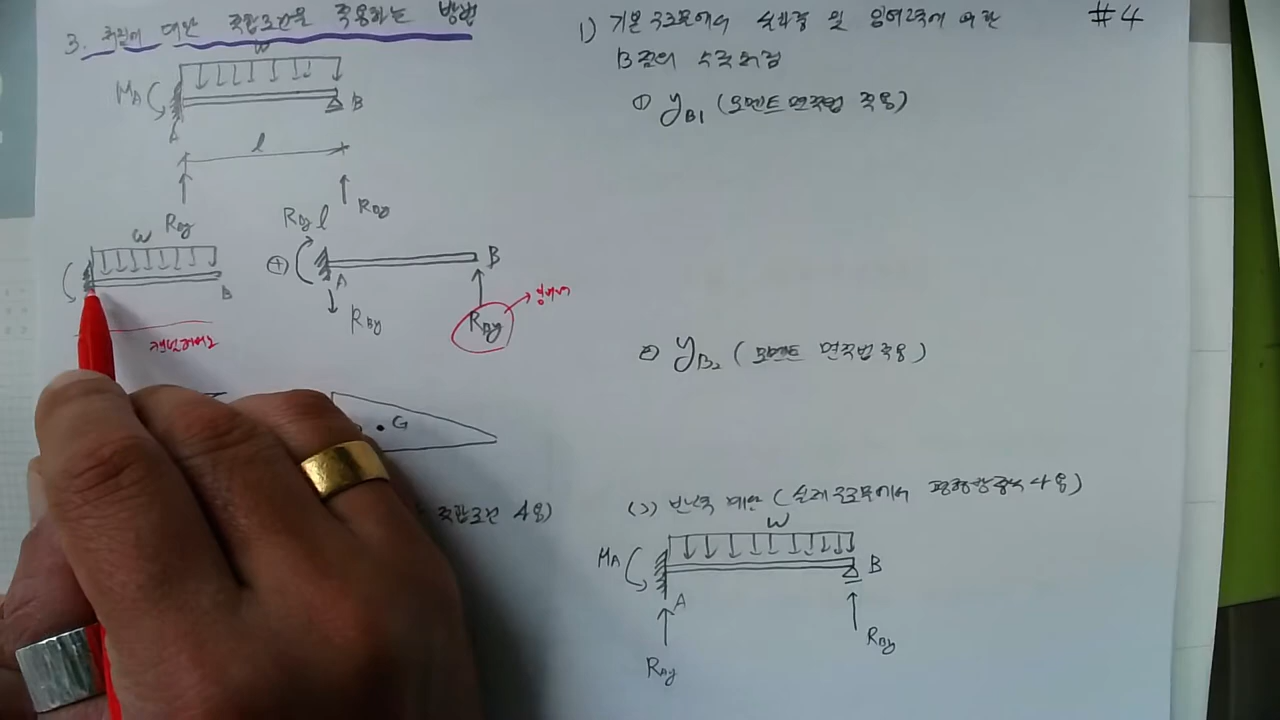 3. 처짐에 대한 적합조건을 적용하는 방법
w
MA
B
A
l
RAy
RBy
w
B
캔틸레버
RBy l
⊕
B
A
RBy
RBy
잉여력
G
적합조건 사용)
#4
1) 기본구조물에서 실하중 및 잉여력에 의한
B점의 수직처짐
① yB1 (모멘트 면적법 적용)
② yB2 (모멘트 면적법 적용)
(3) 반력 계산 (실제구조물에서 평형방정식 사용)
w
MA
B
A
RAy
RBy